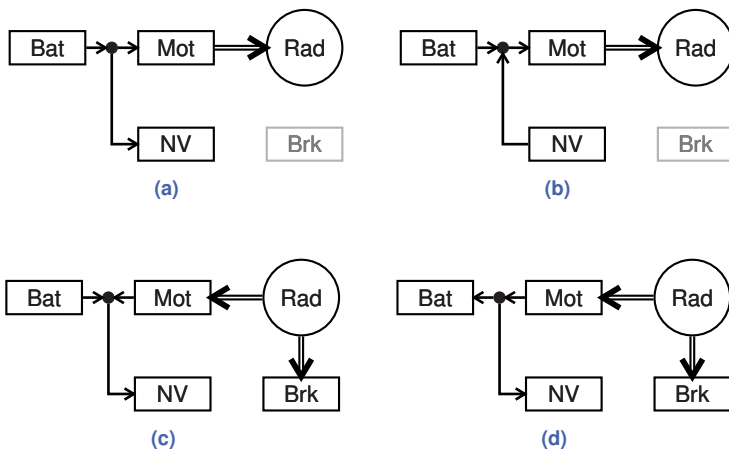 Bat Mot Rad
NV Brk
(a)
Bat Mot Rad
NV Brk
(b)
Bat Mot Rad
NV Brk
(c)
Bat Mot Rad
NV Brk
(d)